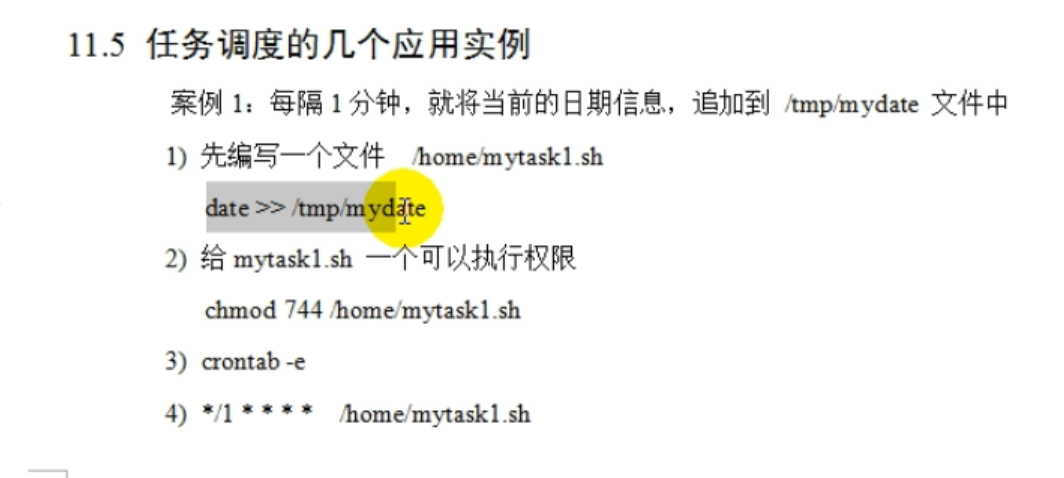 11.5 任务调度的几个应用实例
案例 1：每隔 1 分钟，就将当前的日期信息，追加到 /tmp/mydate 文件中
1) 先编写一个文件 /home/mytask1.sh
date >> /tmp/mydate
2) 给 mytask1.sh 一个可以执行权限
chmod 744 /home/mytask1.sh
3) crontab -e
4) */1 * * * * /home/mytask1.sh